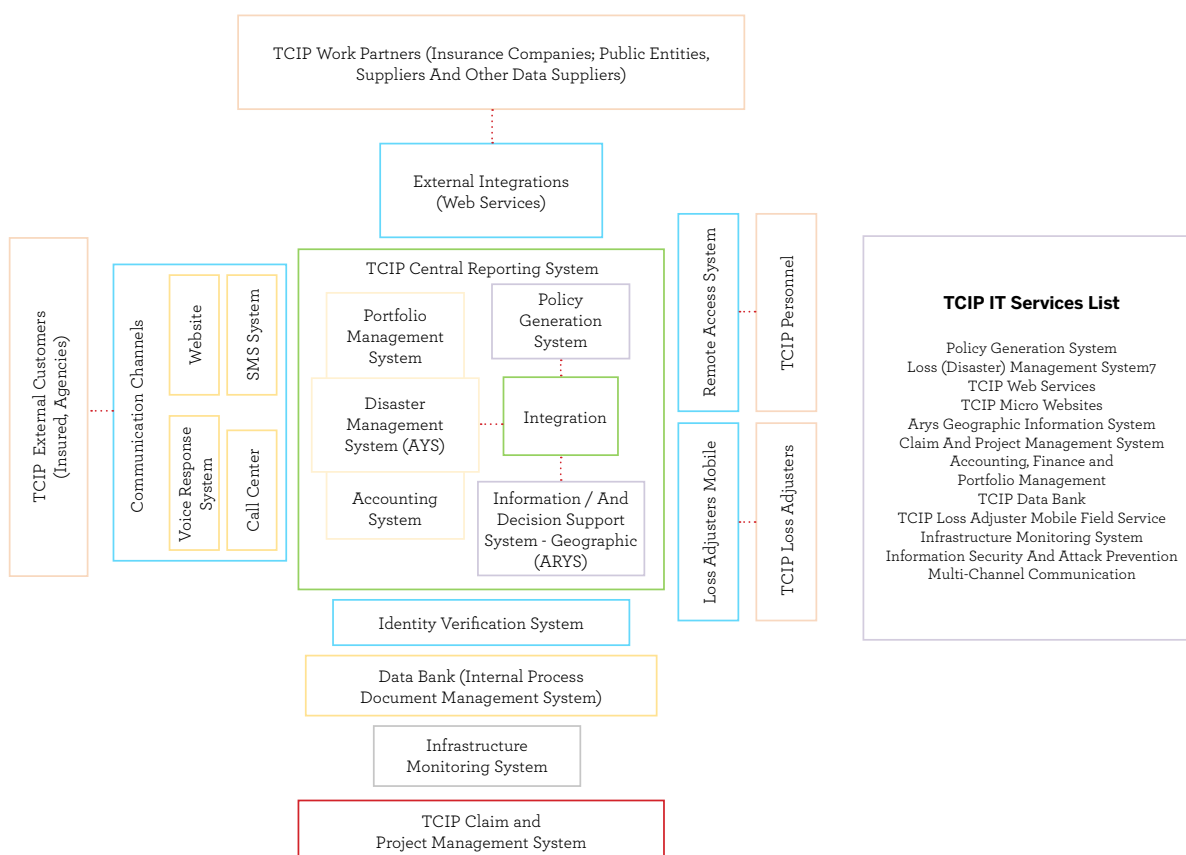 TCIP Work Partners (Insurance Companies; Public Entities,
Suppliers And Other Data Suppliers)
External Integrations
(Web Services)
TCIP External Customers
(Insured, Agencies)
Communication Channels
Website
SMS System
Voice Response
System
Call Center
TCIP Central Reporting System
Portfolio
Management
System
Policy
Generation
System
Disaster
Management
System (AYS)
Integration
Accounting
System
Information / And
Decision Support
System - Geographic
(ARYS)
Remote Access System
TCIP Personnel
Loss Adjusters Mobile
TCIP Loss Adjusters
Identity Verification System
Data Bank (Internal Process
Document Management System)
Infrastructure
Monitoring System
TCIP Claim and
Project Management System
TCIP IT Services List
Policy Generation System
Loss (Disaster) Management System7
TCIP Web Services
TCIP Micro Websites
Arys Geographic Information System
Claim And Project Management System
Accounting, Finance and
Portfolio Management
TCIP Data Bank
TCIP Loss Adjuster Mobile Field Service
Infrastructure Monitoring System
Information Security And Attack Prevention
Multi-Channel Communication